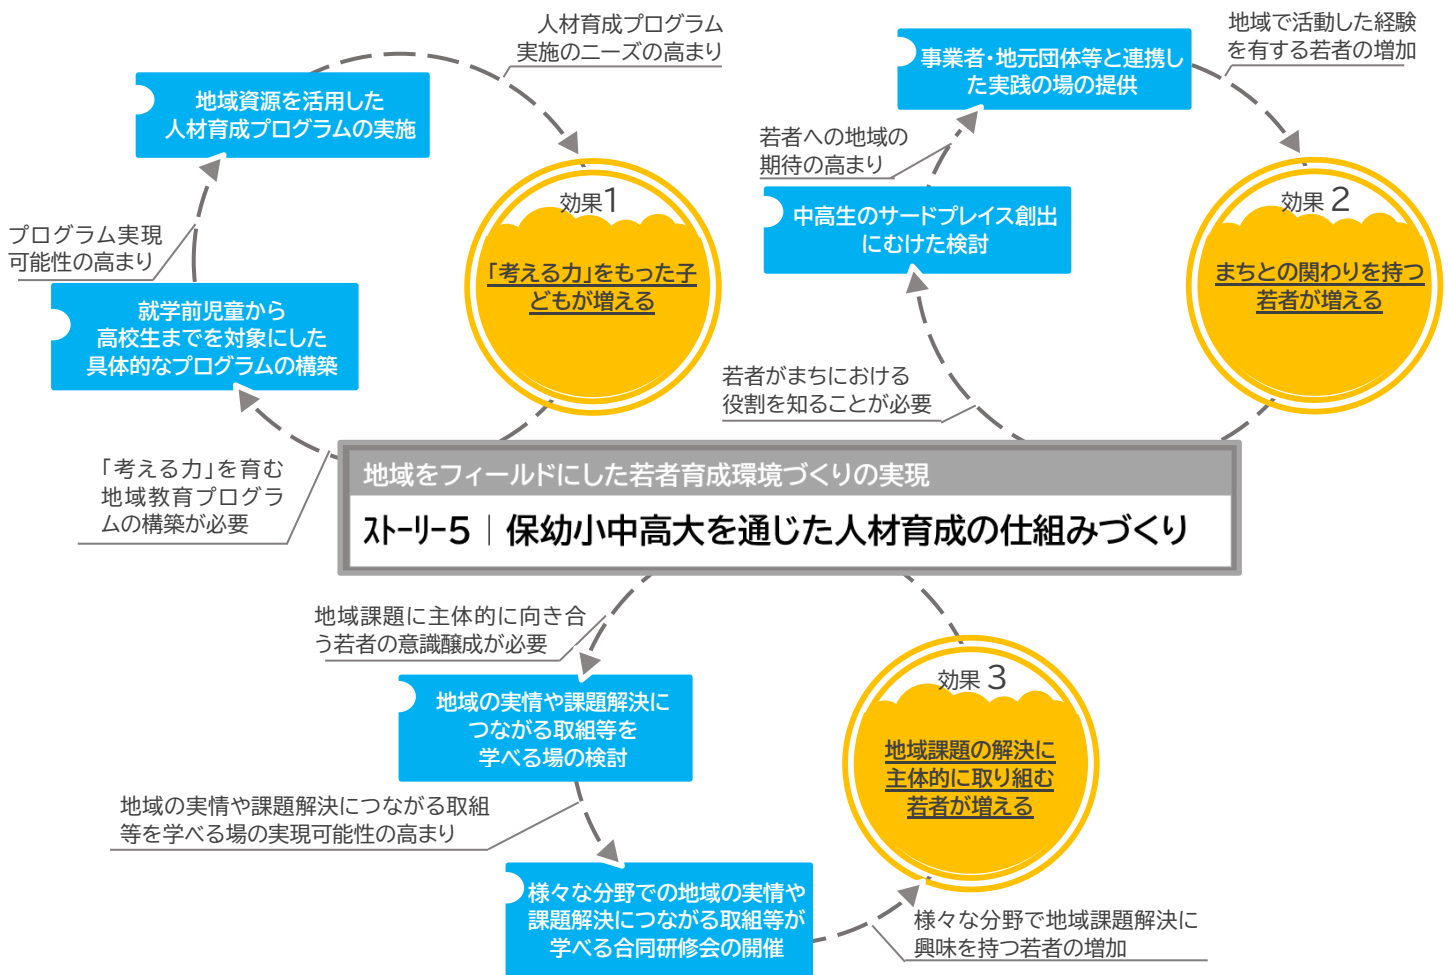 人材育成プログラム
実施のニーズの高まり
地域資源を活用した
人材育成プログラムの実施
プログラム実現
可能性の高まり
就学前児童から
高校生までを対象にした
具体的なプログラムの構築
「考える力」を育む
地域教育プログラ
ムの構築が必要
効果1
「考える力」をもった子
どもが増える
地域で活動した経験
を有する若者の増加
事業者・地元団体等と連携し
た実践の場の提供
若者への地域の
期待の高まり
中高生のサードプレイス創出
にむけた検討
若者がまちにおける
役割を知ることが必要
効果 2
まちとの関わりを持つ
若者が増える
地域をフィールドにした若者育成環境づくりの実現
ｽﾄｰﾘｰ5｜保幼小中高大を通じた人材育成の仕組みづくり
地域課題に主体的に向き合
う若者の意識醸成が必要
地域の実情や課題解決に
つながる取組等を
学べる場の検討
地域の実情や課題解決につながる取組
等を学べる場の実現可能性の高まり
様々な分野での地域の実情や
課題解決につながる取組等が
学べる合同研修会の開催
様々な分野で地域課題解決に
興味を持つ若者の増加
効果 3
地域課題の解決に
主体的に取り組む
若者が増える